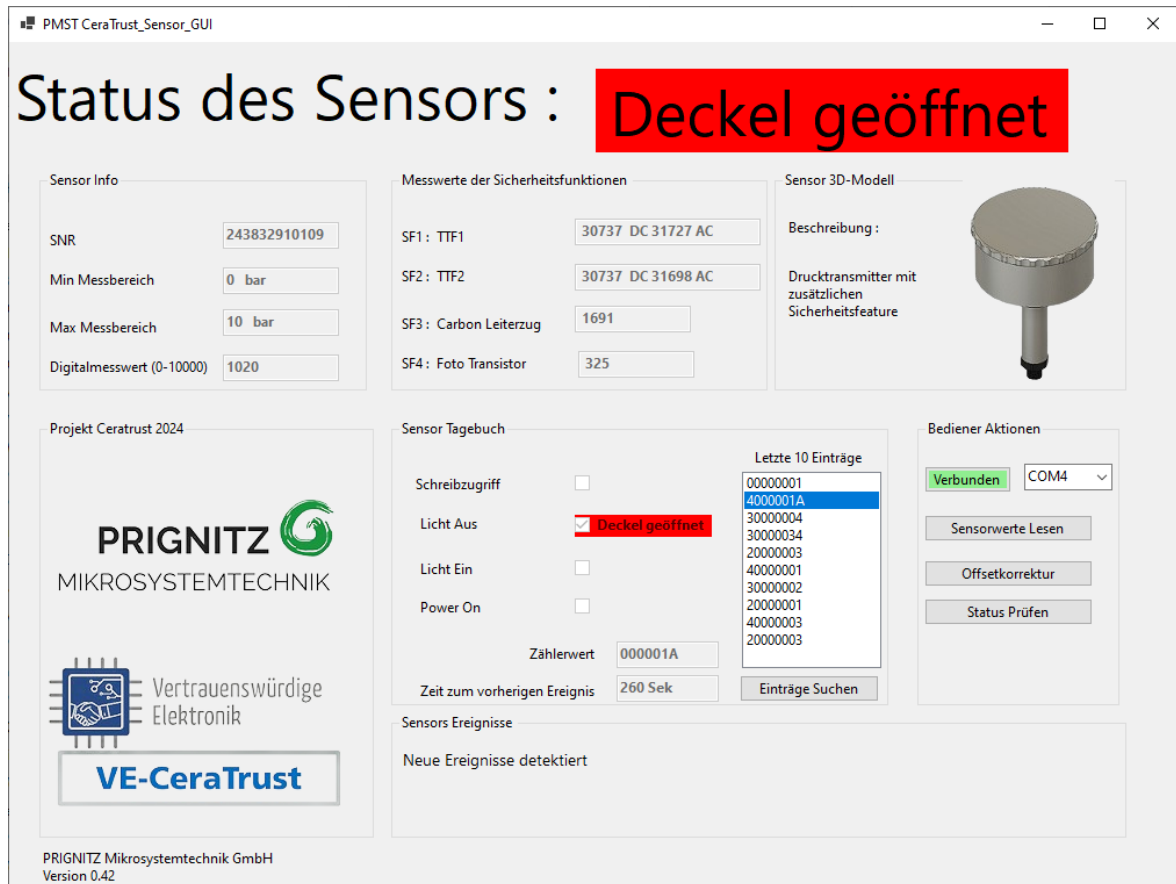 PMST CeraTrust_Sensor_GUI
Status des Sensors :
Deckel geöffnet
Sensor Info
SNR
243832910109
Min Messbereich
0 bar
Max Messbereich
10 bar
Digitalmesswert (0-10000)
1020
Messwerte der Sicherheitsfunktionen
SF1 : TTF1
30737 DC 31727 AC
SF2 : TTF2
30737 DC 31698 AC
SF3 : Carbon Leiterzug
1691
SF4 : Foto Transistor
325
Sensor 3D-Modell
Beschreibung :
Drucktransmitter mit
zusätzlichen
Sicherheitsfeature
Projekt Ceratrust 2024
PRIGNITZ
MIKROSYSTEMTECHNIK
Vertrauenswürdige
Elektronik
VE-CeraTrust
Sensor Tagebuch
Schreibzugriff
Licht Aus
Deckel geöffnet
Licht Ein
Power On
Zählerwert
000001A
Zeit zum vorherigen Ereignis
260 Sek
Letzte 10 Einträge
00000001
4000001A
30000004
30000034
20000003
40000001
30000002
20000001
40000003
20000003
Einträge Suchen
Bediener Aktionen
Verbunden
COM4
Sensorwerte Lesen
Offsetkorrektur
Status Prüfen
Sensors Ereignisse
Neue Ereignisse detektiert
PRIGNITZ Mikrosystemtechnik GmbH
Version 0.42